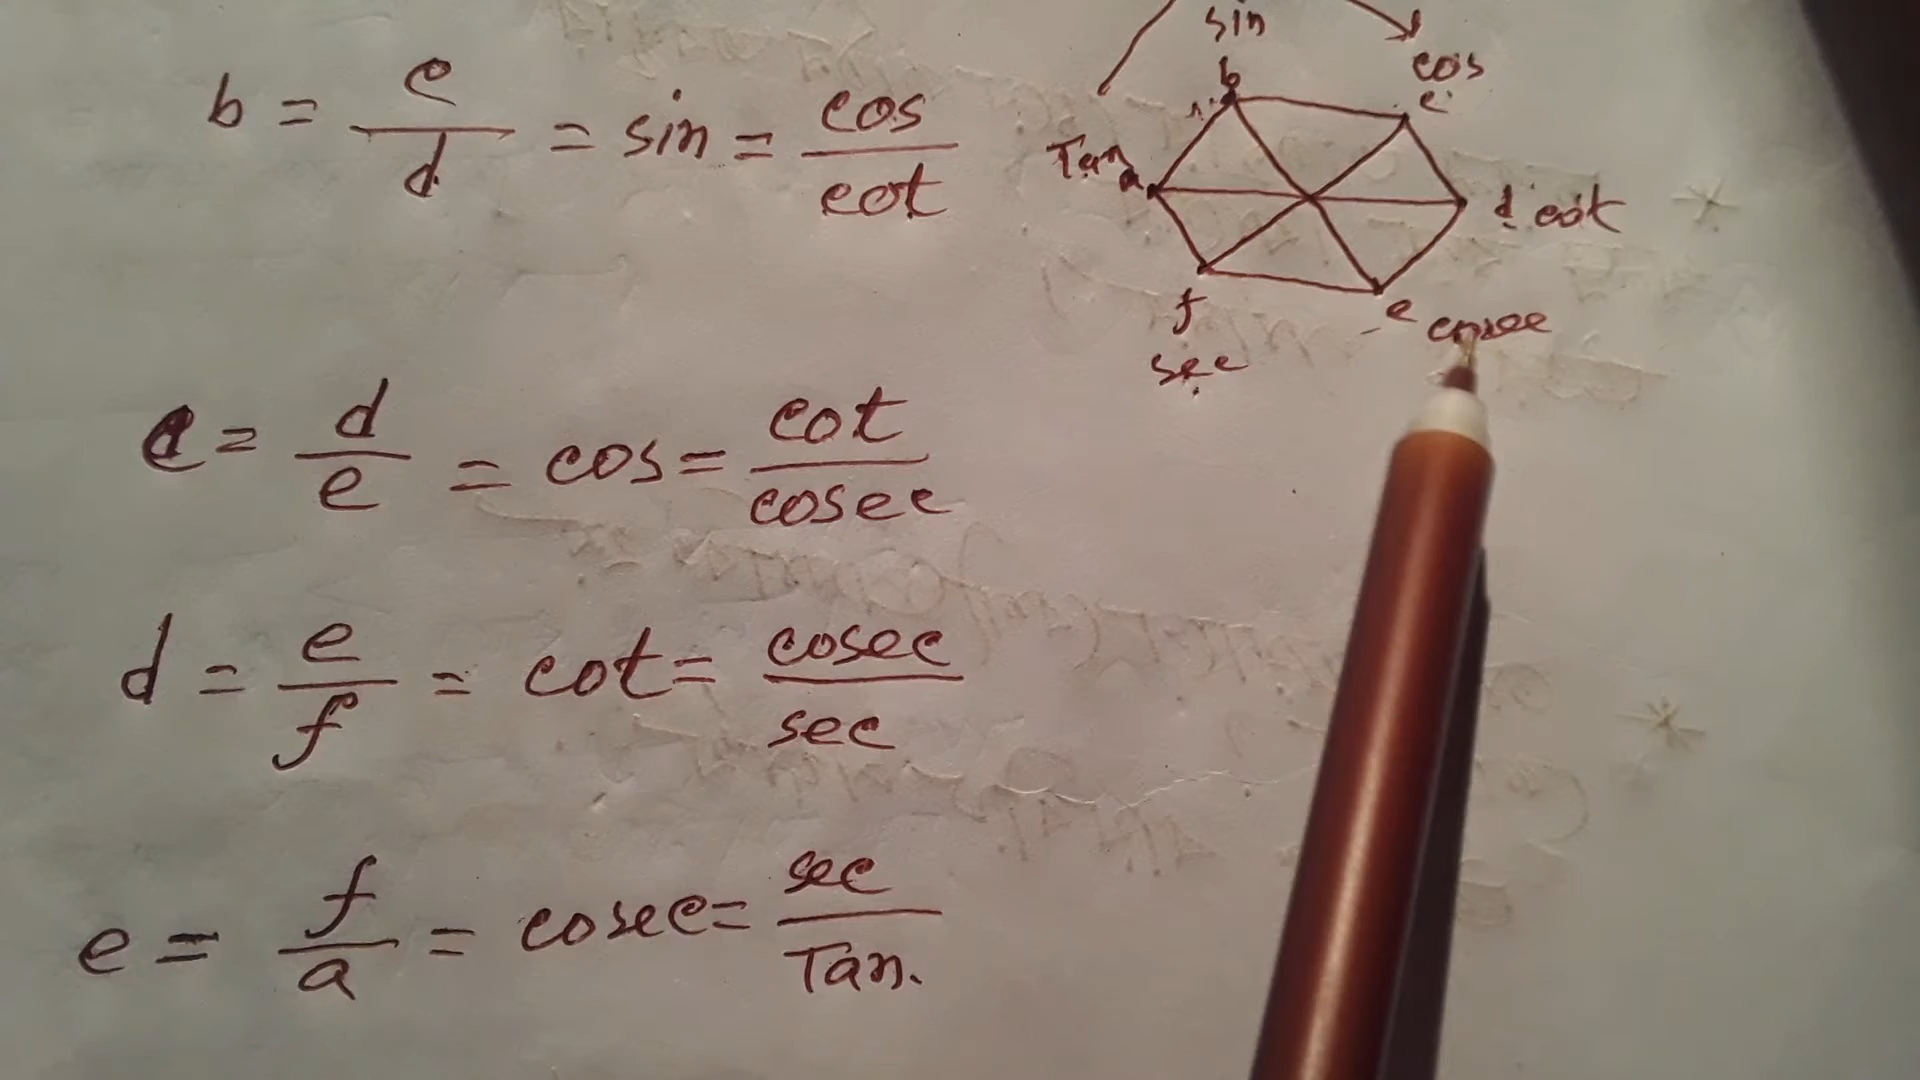 b = c/d = sin = cos/cot
c = d/e = cos = cot/cosec
d = e/f = cot = cosec/sec
e = f/a = cosec = sec/Tan.
sin
b
cos
c
Tan
a
d cot
f
sec
e cosec